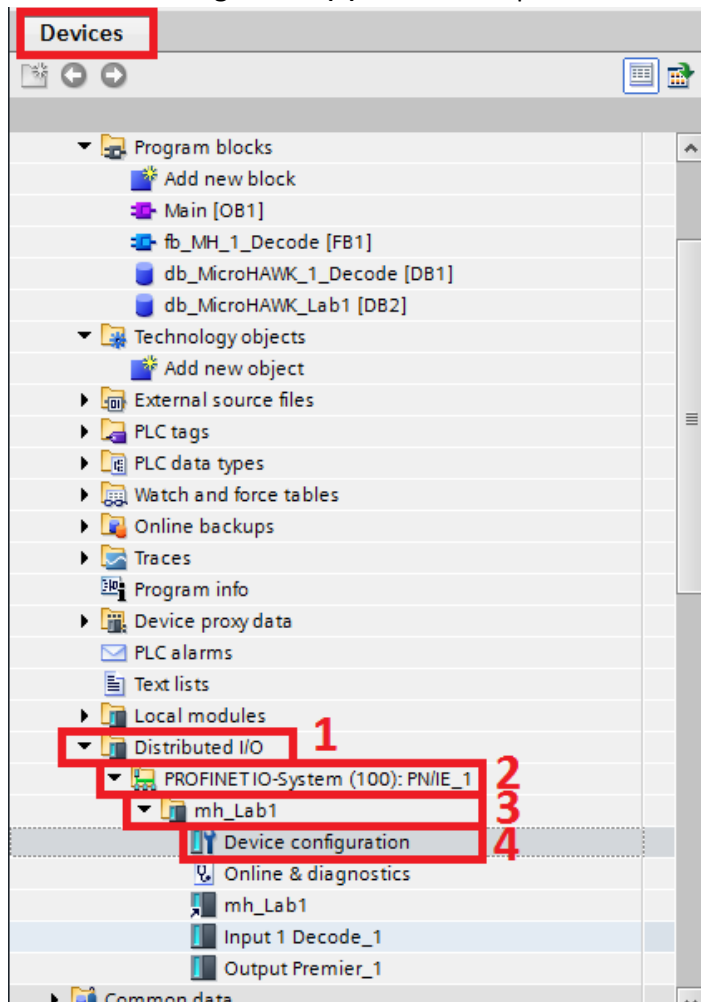 Devices
Program blocks
Add new block
Main [OB1]
fb_MH_1_Decode [FB1]
db_MicroHAWK_1_Decode [DB1]
db_MicroHAWK_Lab1 [DB2]
Technology objects
Add new object
External source files
PLC tags
PLC data types
Watch and force tables
Online backups
Traces
Program info
Device proxy data
PLC alarms
Text lists
Local modules
Distributed I/O 1
PROFINET IO-System (100): PN/IE_1 2
mh_Lab1 3
Device configuration 4
Online & diagnostics
mh_Lab1
Input 1 Decode_1
Output Premier_1
Common data